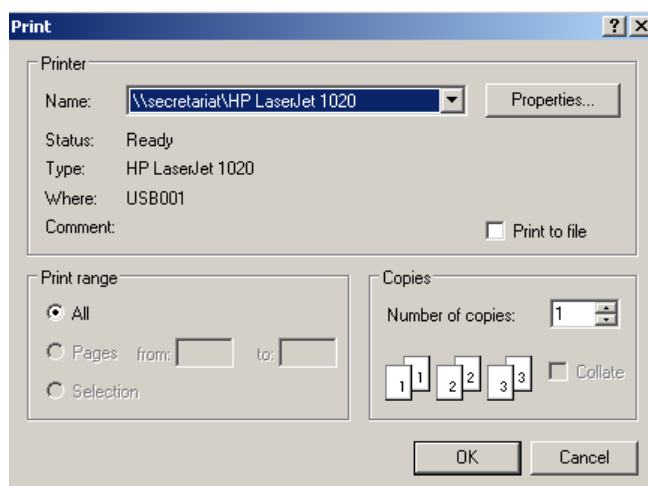 Print
Printer
Name: \\secretariat\HP LaserJet 1020 Properties...
Status: Ready
Type: HP LaserJet 1020
Where: USB001
Comment: Print to file
Print range
All
Pages from: to:
Selection
Copies
Number of copies: 1
1 1 2 2 3 3 Collate
OK Cancel